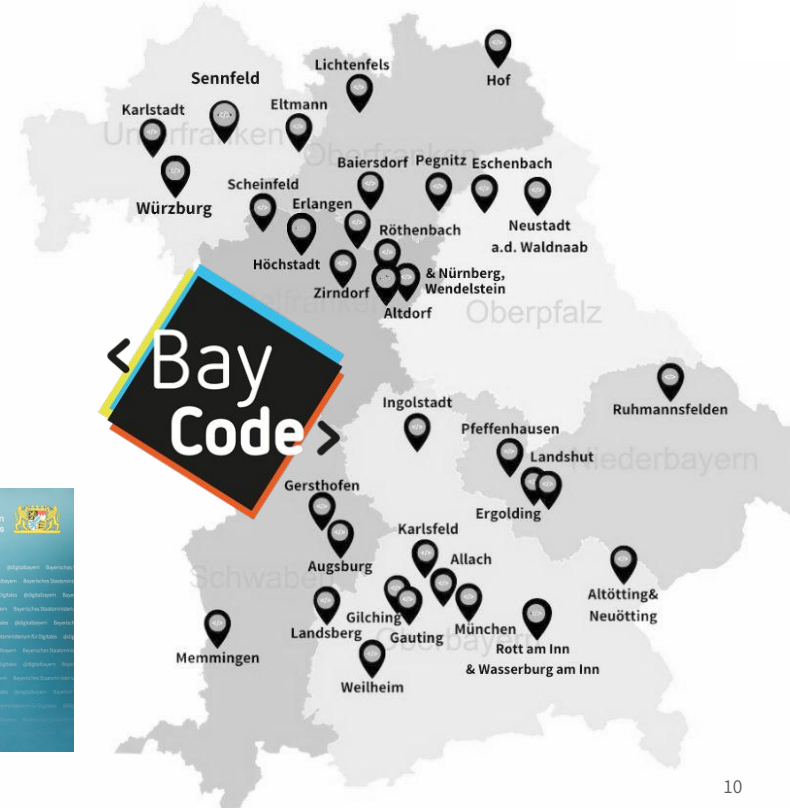 Lichtenfels
Hof
Sennfeld
Karlstadt
Eltmann
Unterfranken
Oberfranken
Baiersdorf
Pegnitz
Eschenbach
Scheinfeld
Erlangen
Würzburg
Röthenbach
Neustadt
a.d. Waldnaab
Höchstadt
& Nürnberg,
Wendelstein
Zirndorf
Altdorf
Oberpfalz
< Bay
Code >
Ingolstadt
Ruhmannsfelden
Pfeffenhausen
Landshut
Niederbayern
Gersthofen
Ergolding
Karlsfeld
Allach
Augsburg
Schwaben
Altötting&
Neuötting
Gilching
Landsberg
Gauting
München
Oberbayern
Rott am Inn
& Wasserburg am Inn
Memmingen
Weilheim
10